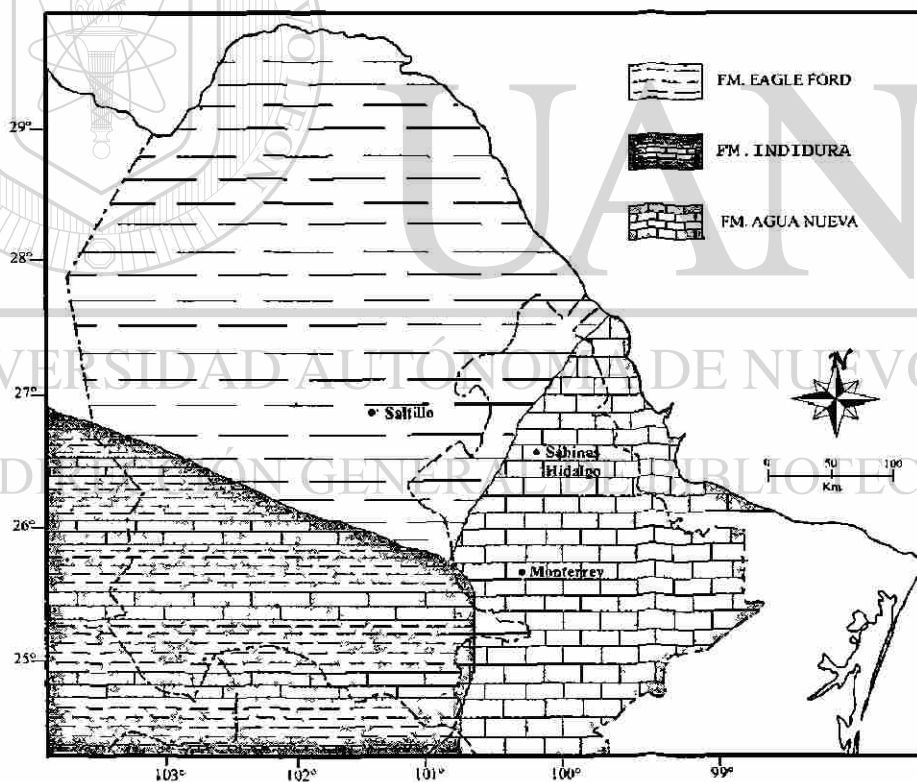 FM. EAGLE FORD
29°
FM. INDIDURA
UAN
FM. AGUA NUEVA
28°
VERSIDAD AUTÓNOMA DE NUEVO
N
27°
Saltillo
Sabinas
Hidalgo
DIRECCIÓN GENERAL DE BIBLIOTEC
0 50 100
Km.
26°
Monterrey
25°
103° 102° 101° 100° 99°